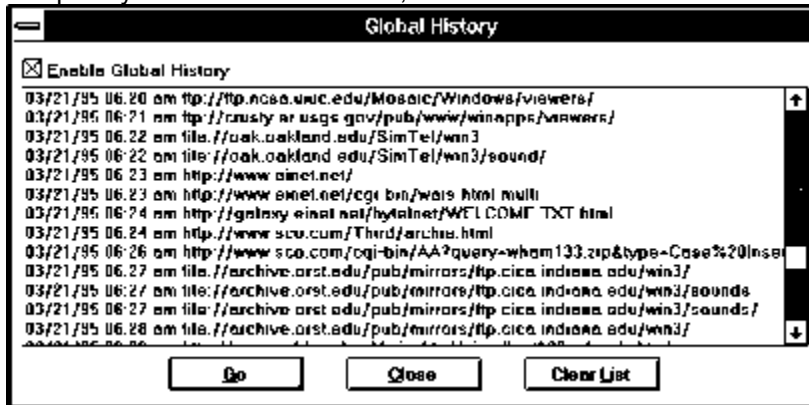 Global History
Enable Global History
03/21/95 06:20 am ftp://ftp.ncsa.uiuc.edu/Mosaic/Windows/viewers/
03/21/95 06:21 am ftp://crusty.er.usgs.gov/pub/www/winapps/viewers/
03/21/95 06:22 am file://oak.oakland.edu/SimTel/win3
03/21/95 06:22 am file://oak.oakland.edu/SimTel/win3/sound/
03/21/95 06:23 am http://www.einet.net/
03/21/95 06:23 am http://www.einet.net/cgi-bin/wais-html-multi
03/21/95 06:24 am http://galaxy.einet.net/hytelnet/WELCOME.TXT.html
03/21/95 06:24 am http://www.sco.com/Third/archie.html
03/21/95 06:26 am http://www.sco.com/cgi-bin/AA?query=wham133.zip&type=Case%20Insen
03/21/95 06:27 am file://archive.orst.edu/pub/mirrors/ftp.cica.indiana.edu/win3/
03/21/95 06:27 am file://archive.orst.edu/pub/mirrors/ftp.cica.indiana.edu/win3/sounds
03/21/95 06:27 am file://archive.orst.edu/pub/mirrors/ftp.cica.indiana.edu/win3/sounds/
03/21/95 06:28 am file://archive.orst.edu/pub/mirrors/ftp.cica.indiana.edu/win3/
Go Close Clear List